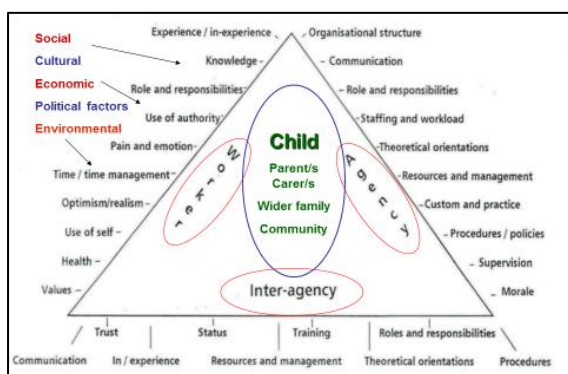 Social
Cultural
Economic
Political factors
Environmental
Experience / in-experience
Knowledge
Role and responsibilities
Use of authority
Pain and emotion
Time / time management
Optimism/realism
Use of self
Health
Values
Organisational structure
Communication
Role and responsibilities
Staffing and workload
Theoretical orientations
Resources and management
Custom and practice
Procedures / policies
Supervision
Morale
Worker
Child
Parent/s
Carer/s
Wider family
Community
Agency
Inter-agency
Trust
Status
Training
Roles and responsibilities
Communication
In / experience
Resources and management
Theoretical orientations
Procedures